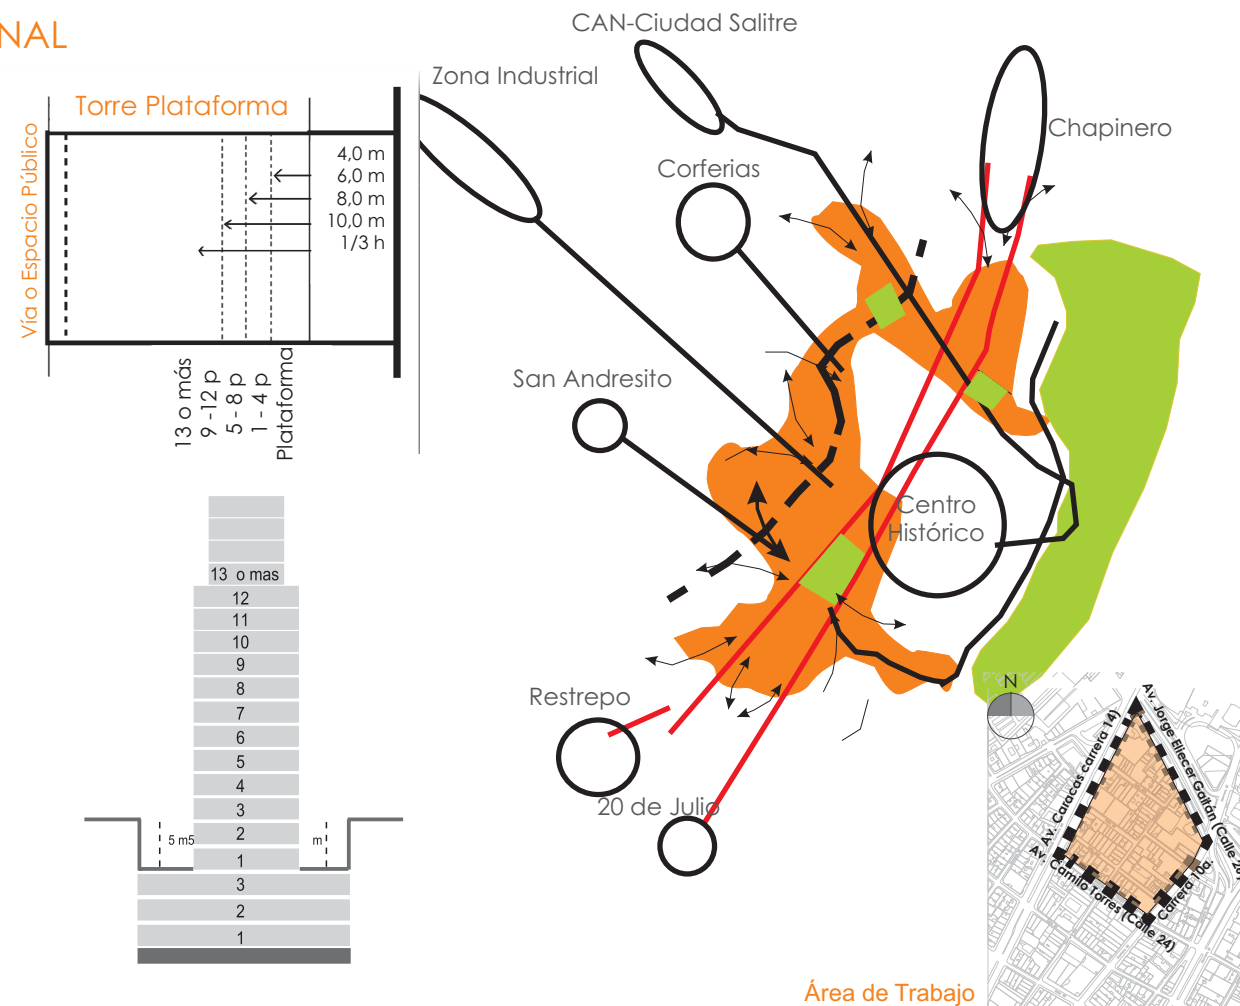 NAL
Torre Plataforma
Vía o Espacio Público
4,0 m
6,0 m
8,0 m
10,0 m
1/3 h
13 o más
9 -12 p
5 - 8 p
1 - 4 p
Plataforma
CAN-Ciudad Salitre
Zona Industrial
Chapinero
Corferias
San Andresito
Centro
Histórico
Restrepo
20 de Julio
13 o mas
12
11
10
9
8
7
6
5
4
3
2
1
5 m5
m
3
2
1
N
Av. Jorge Eliecer Gaitán (Calle 26)
Av. Caracas carrera 14)
Av. Camilo Torres (Calle 24)
Carrera 10a.
Área de Trabajo